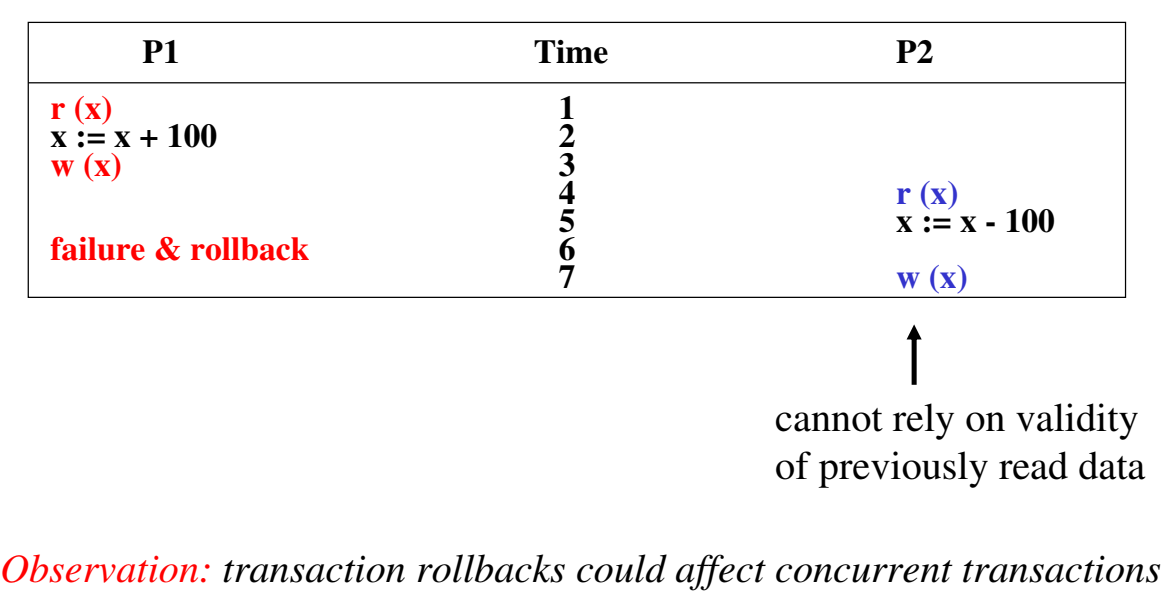 P1 Time P2
r (x) 1
x := x + 100 2
w (x) 3
4 r (x)
5 x := x - 100
failure & rollback 6
7 w (x)
cannot rely on validity
of previously read data
Observation: transaction rollbacks could affect concurrent transactions